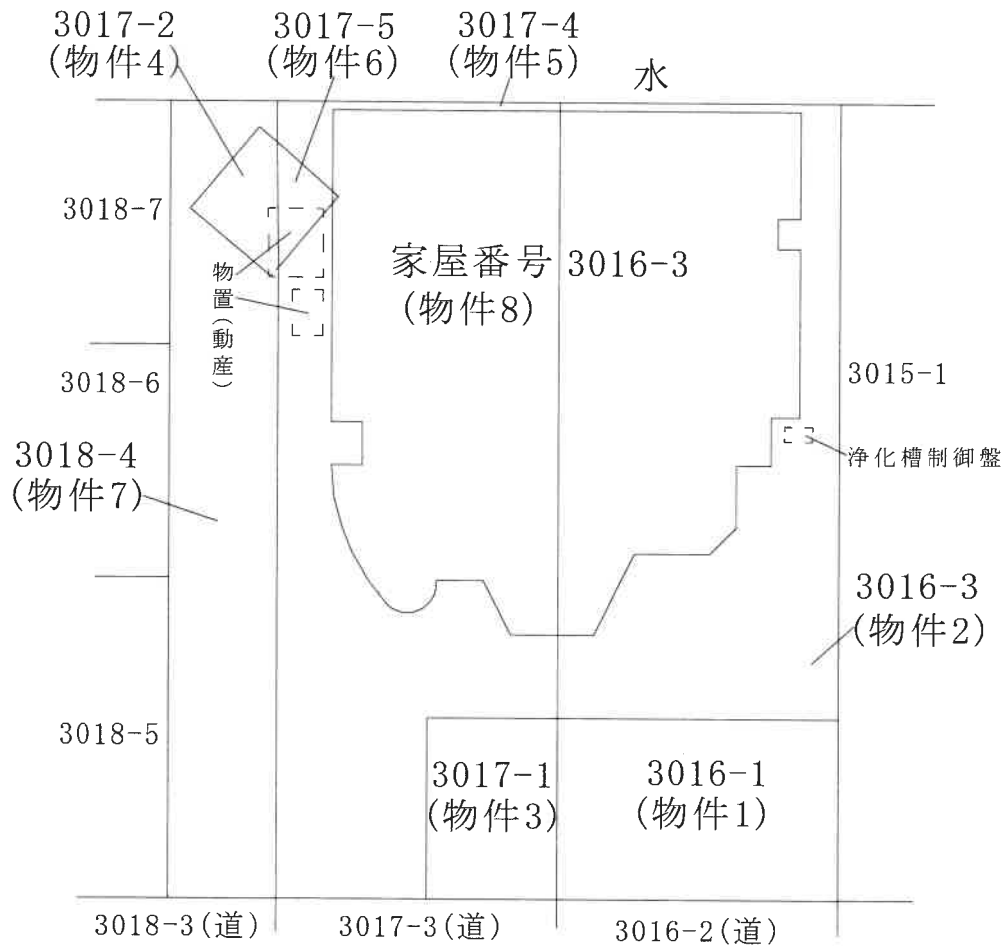 3017-2
(物件4)
3017-5
(物件6)
3017-4
(物件5)
水
3018-7
家屋番号 3016-3
(物件8)
物置(動産)
3018-6
3015-1
3018-4
(物件7)
浄化槽制御盤
3016-3
(物件2)
3018-5
3017-1
(物件3)
3016-1
(物件1)
3018-3(道)
3017-3(道)
3016-2(道)